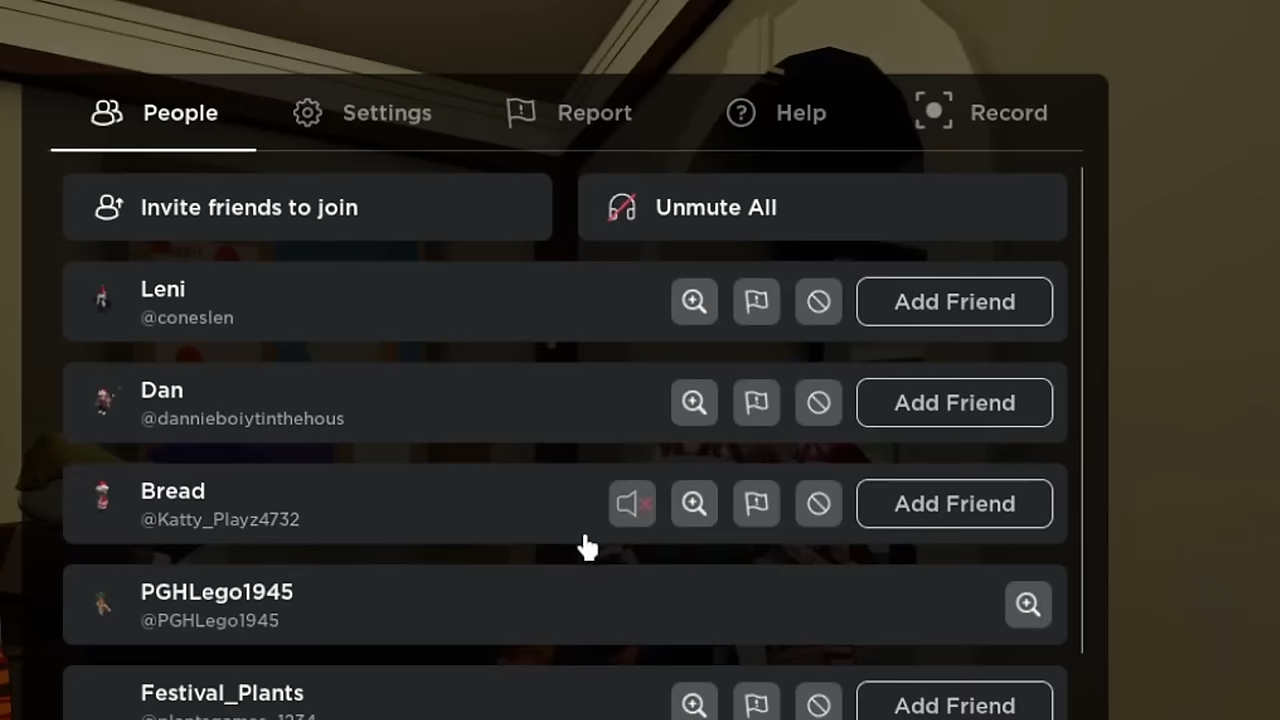 People Settings Report Help Record
Invite friends to join Unmute All
Leni
@coneslen
Add Friend
Dan
@dannieboiytinthehous
Add Friend
Bread
@Katty_Playz4732
Add Friend
PGHLego1945
@PGHLego1945
Festival_Plants
@plantsgames_1234
Add Friend